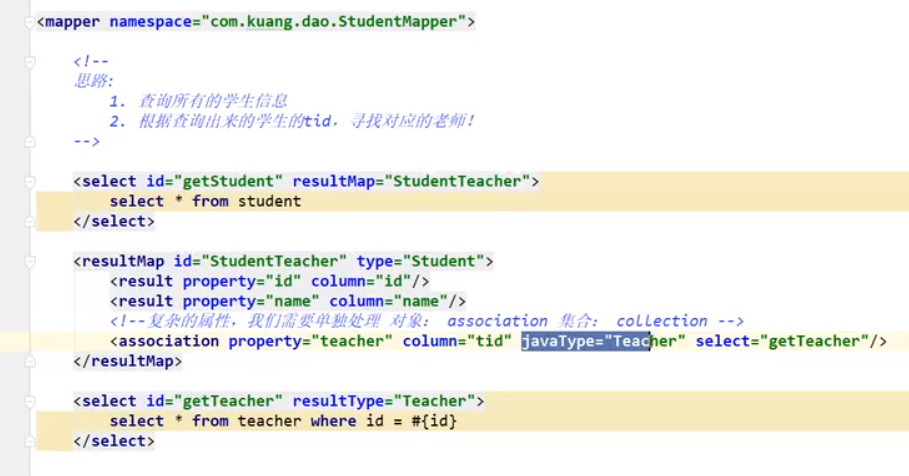 <mapper namespace="com.kuang.dao.StudentMapper">
<!--
思路:
1. 查询所有的学生信息
2. 根据查询出来的学生的tid，寻找对应的老师!
-->
<select id="getStudent" resultMap="StudentTeacher">
select * from student
</select>
<resultMap id="StudentTeacher" type="Student">
<result property="id" column="id"/>
<result property="name" column="name"/>
<!--复杂的属性，我们需要单独处理 对象： association 集合： collection -->
<association property="teacher" column="tid" javaType="Teacher" select="getTeacher"/>
</resultMap>
<select id="getTeacher" resultType="Teacher">
select * from teacher where id = #{id}
</select>